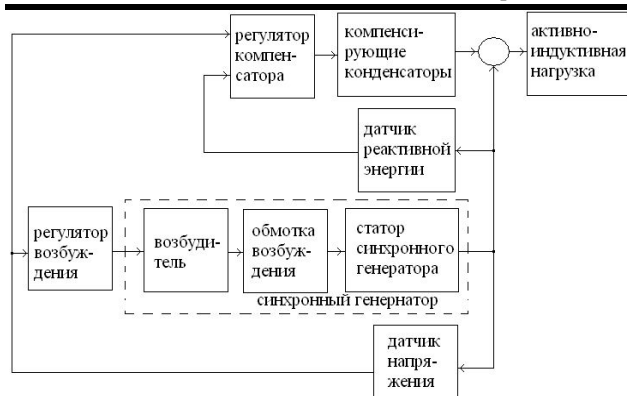 регулятор
компен-
сатора
компенси-
рующие
конденсаторы
активно-
индуктивная
нагрузка
датчик
реактивной
энергии
регулятор
возбуж-
дения
возбуди-
тель
обмотка
возбуж-
дения
статор
синхронного
генератора
синхронный гернератор
датчик
напря-
жения